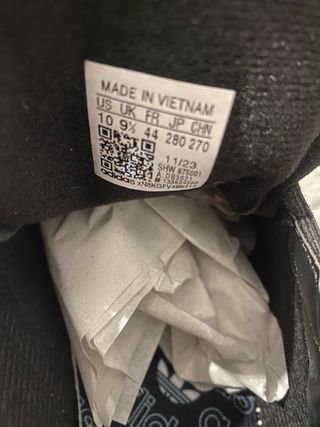 MADE IN VIETNAM
US UK FR JP CHN
10 9½ 44 280 270
11/23
SHW 675001
adidas